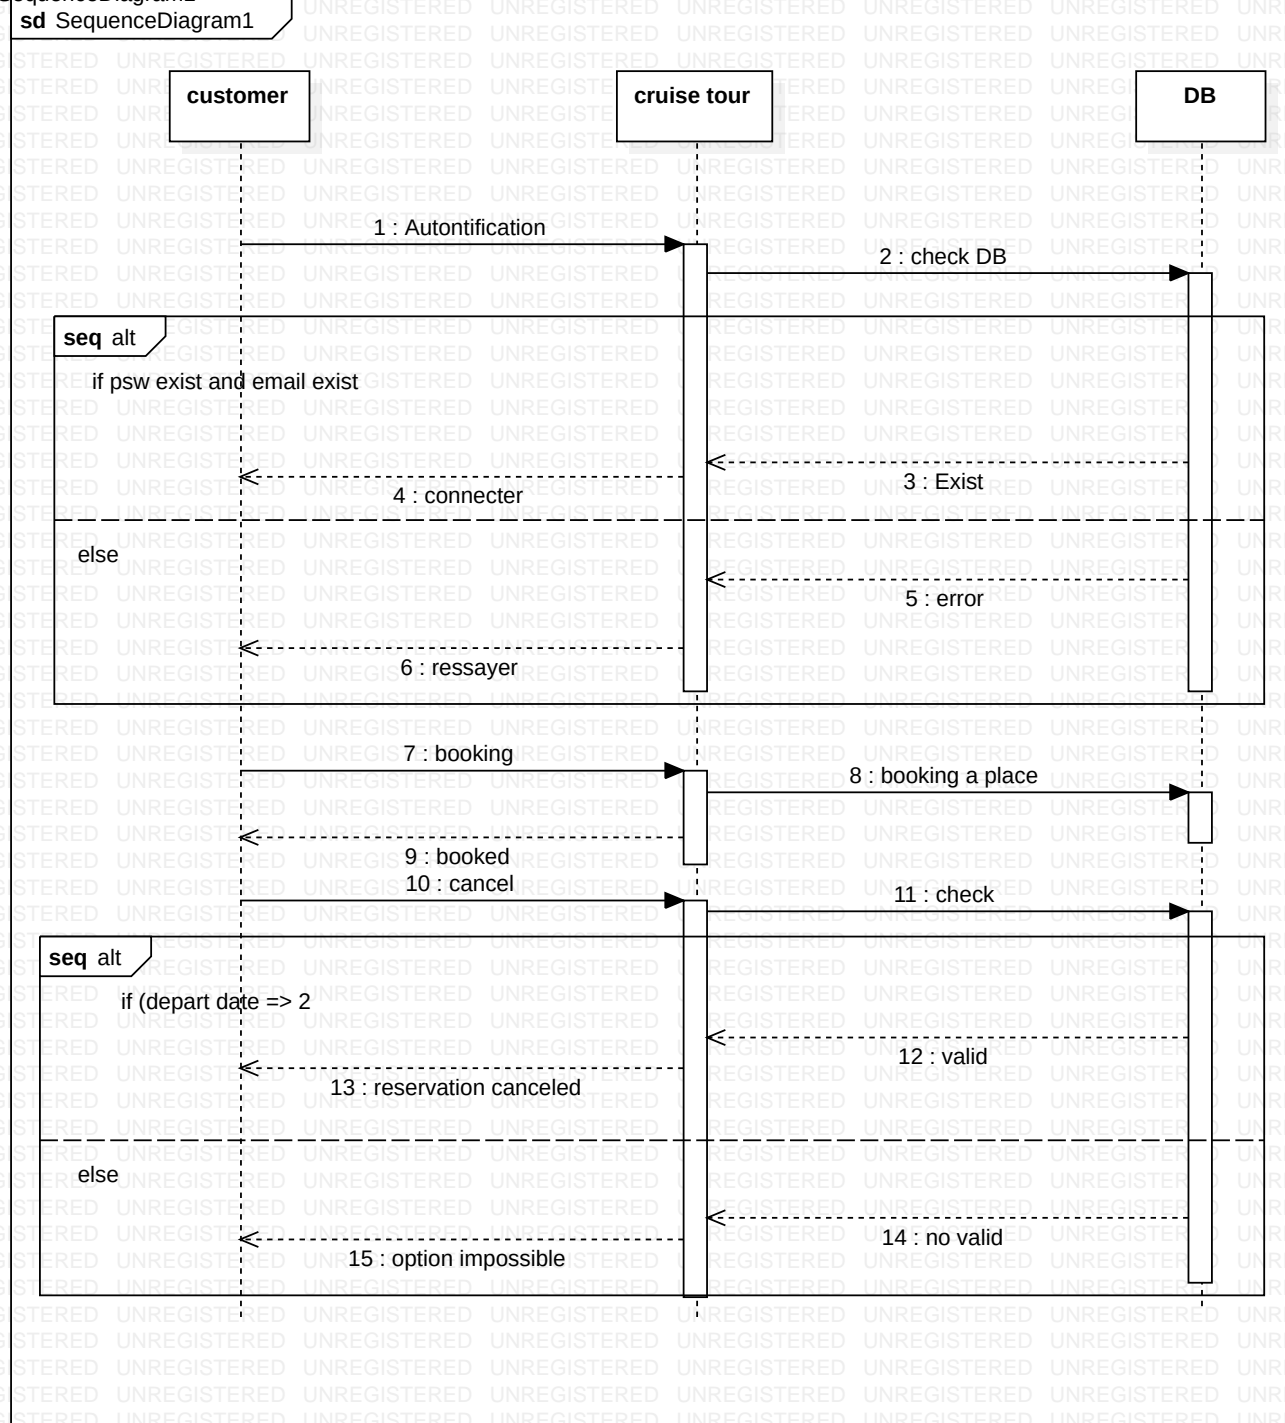 sd SequenceDiagram1
customer
cruise tour
DB
1 : Autontification
2 : check DB
seq alt
if psw exist and email exist
3 : Exist
4 : connecter
else
5 : error
6 : ressayer
7 : booking
8 : booking a place
9 : booked
10 : cancel
11 : check
seq alt
if (depart date => 2
12 : valid
13 : reservation canceled
else
14 : no valid
15 : option impossible
UNREGISTERED